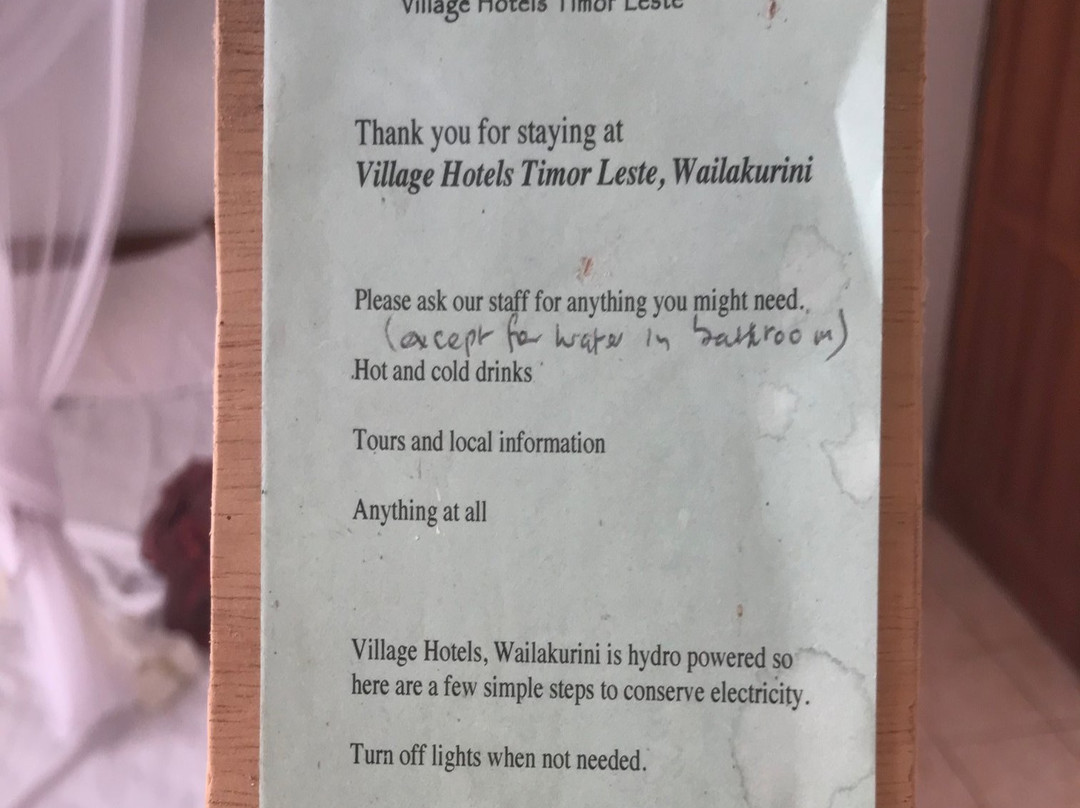 Village Hotels Timor Leste
Thank you for staying at
Village Hotels Timor Leste, Wailakurini
Please ask our staff for anything you might need.
(except for water in bathroom)
Hot and cold drinks
Tours and local information
Anything at all
Village Hotels, Wailakurini is hydro powered so
here are a few simple steps to conserve electricity.
Turn off lights when not needed.